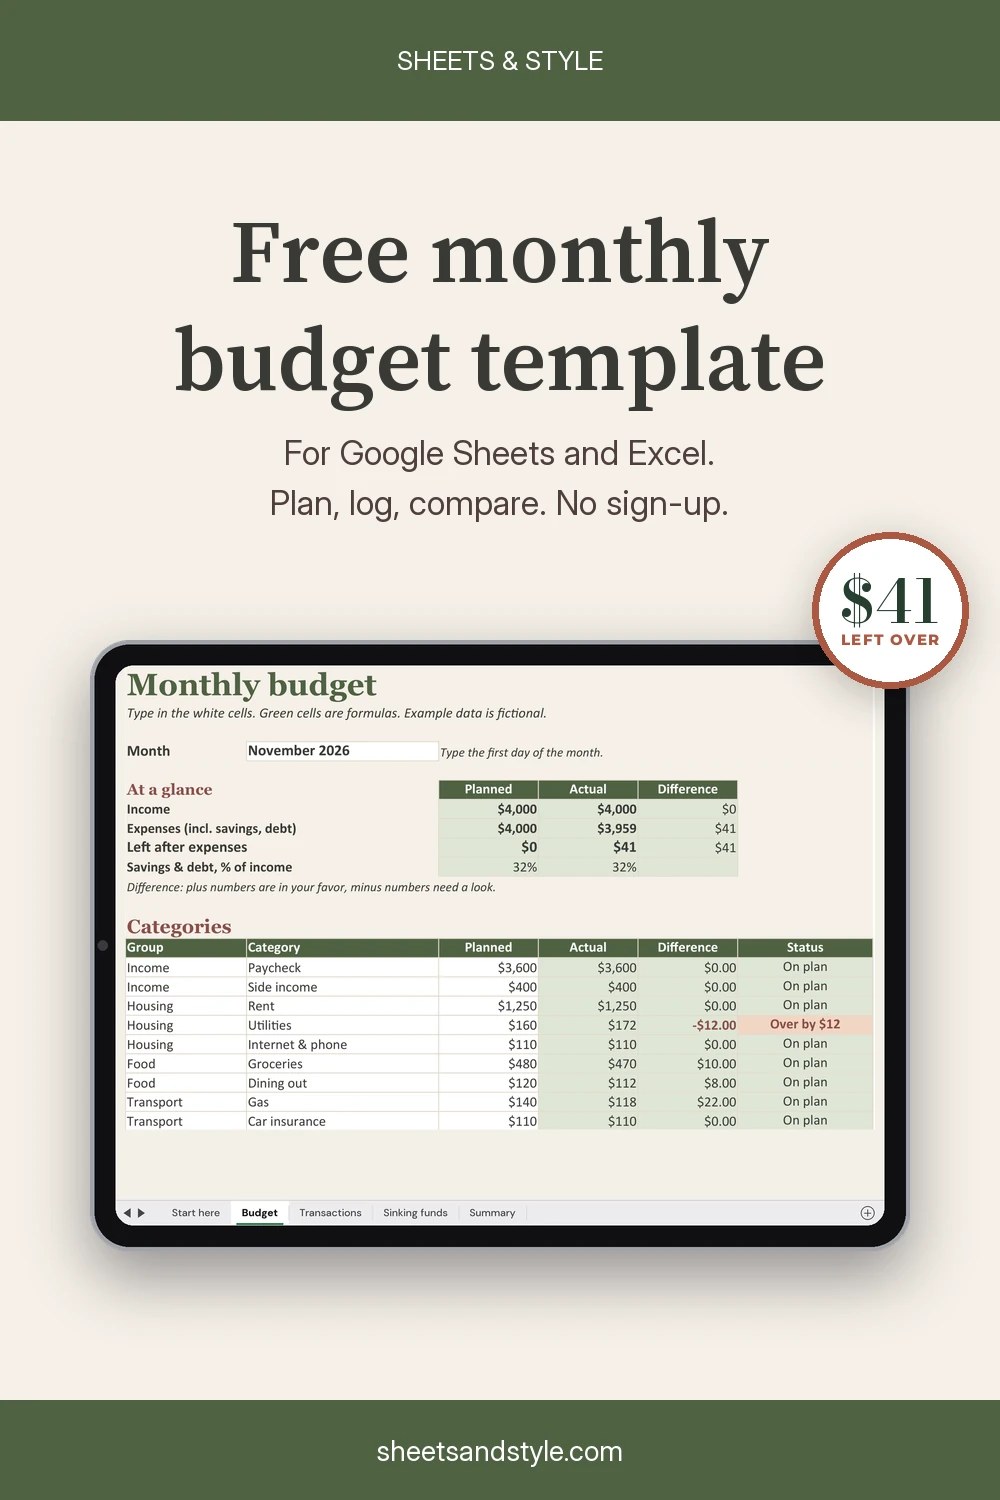 SHEETS & STYLE
Free monthly
budget template
For Google Sheets and Excel.
Plan, log, compare. No sign-up.
$41
LEFT OVER
Monthly budget
Type in the white cells. Green cells are formulas. Example data is fictional.
Month November 2026 Type the first day of the month.
At a glance Planned Actual Difference
Income $4,000 $4,000 $0
Expenses (incl. savings, debt) $4,000 $3,959 $41
Left after expenses $0 $41 $41
Savings & debt, % of income 32% 32%
Difference: plus numbers are in your favor, minus numbers need a look.
Categories
Group Category Planned Actual Difference Status
Income Paycheck $3,600 $3,600 $0.00 On plan
Income Side income $400 $400 $0.00 On plan
Housing Rent $1,250 $1,250 $0.00 On plan
Housing Utilities $160 $172 -$12.00 Over by $12
Housing Internet & phone $110 $110 $0.00 On plan
Food Groceries $480 $470 $10.00 On plan
Food Dining out $120 $112 $8.00 On plan
Transport Gas $140 $118 $22.00 On plan
Transport Car insurance $110 $110 $0.00 On plan
Start here Budget Transactions Sinking funds Summary
sheetsandstyle.com